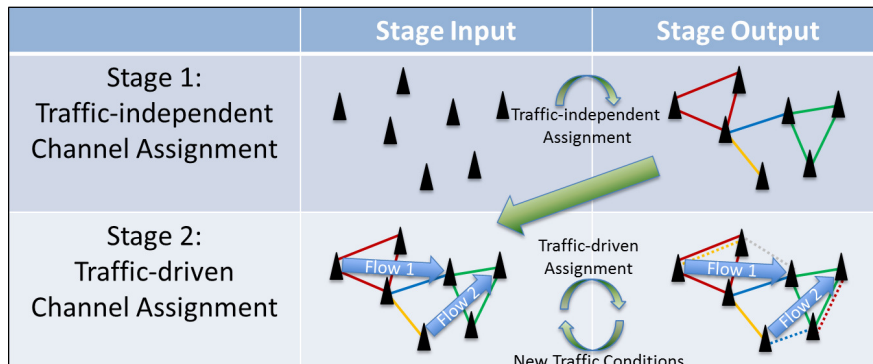 Stage Input
Stage Output
Stage 1:
Traffic-independent
Channel Assignment
Traffic-independent
Assignment
Stage 2:
Traffic-driven
Channel Assignment
Flow 1
Flow 2
Traffic-driven
Assignment
New Traffic Conditions
Flow 1
Flow 2